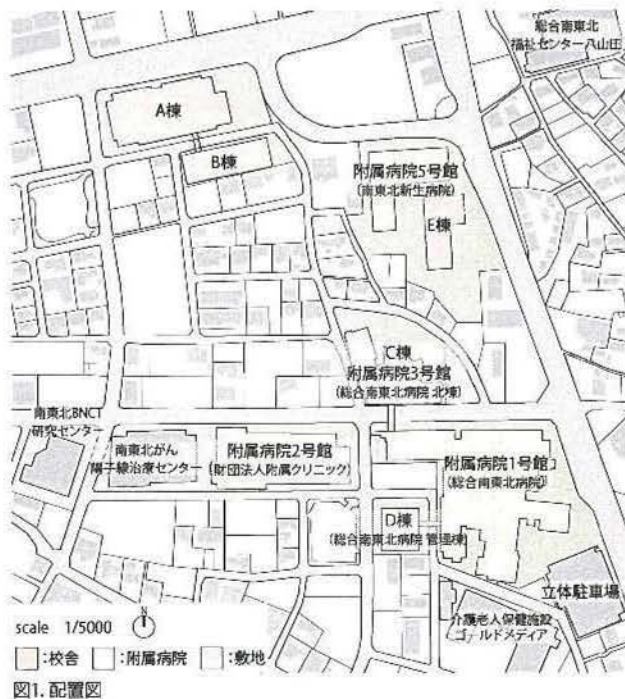 総合南東北
福祉センター八山田
A棟
B棟
附属病院5号館
(南東北新生病院)
E棟
C棟
附属病院3号館
(総合南東北病院 北棟)
南東北BNCT
研究センター
南東北がん
陽子線治療センター
附属病院2号館
(財団法人附属クリニック)
附属病院1号館
(総合南東北病院)
D棟
(総合南東北病院 管理棟)
立体駐車場
介護老人保健施設
ゴールドメディア
N
scale 1/5000
:校舎 :附属病院 :敷地
図1. 配置図